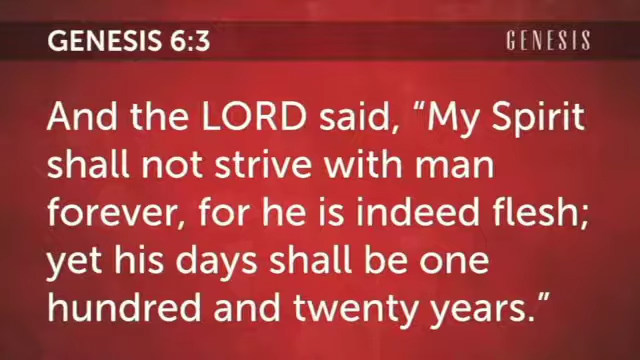 GENESIS 6:3
GENESIS
And the LORD said, “My Spirit
shall not strive with man
forever, for he is indeed flesh;
yet his days shall be one
hundred and twenty years.”